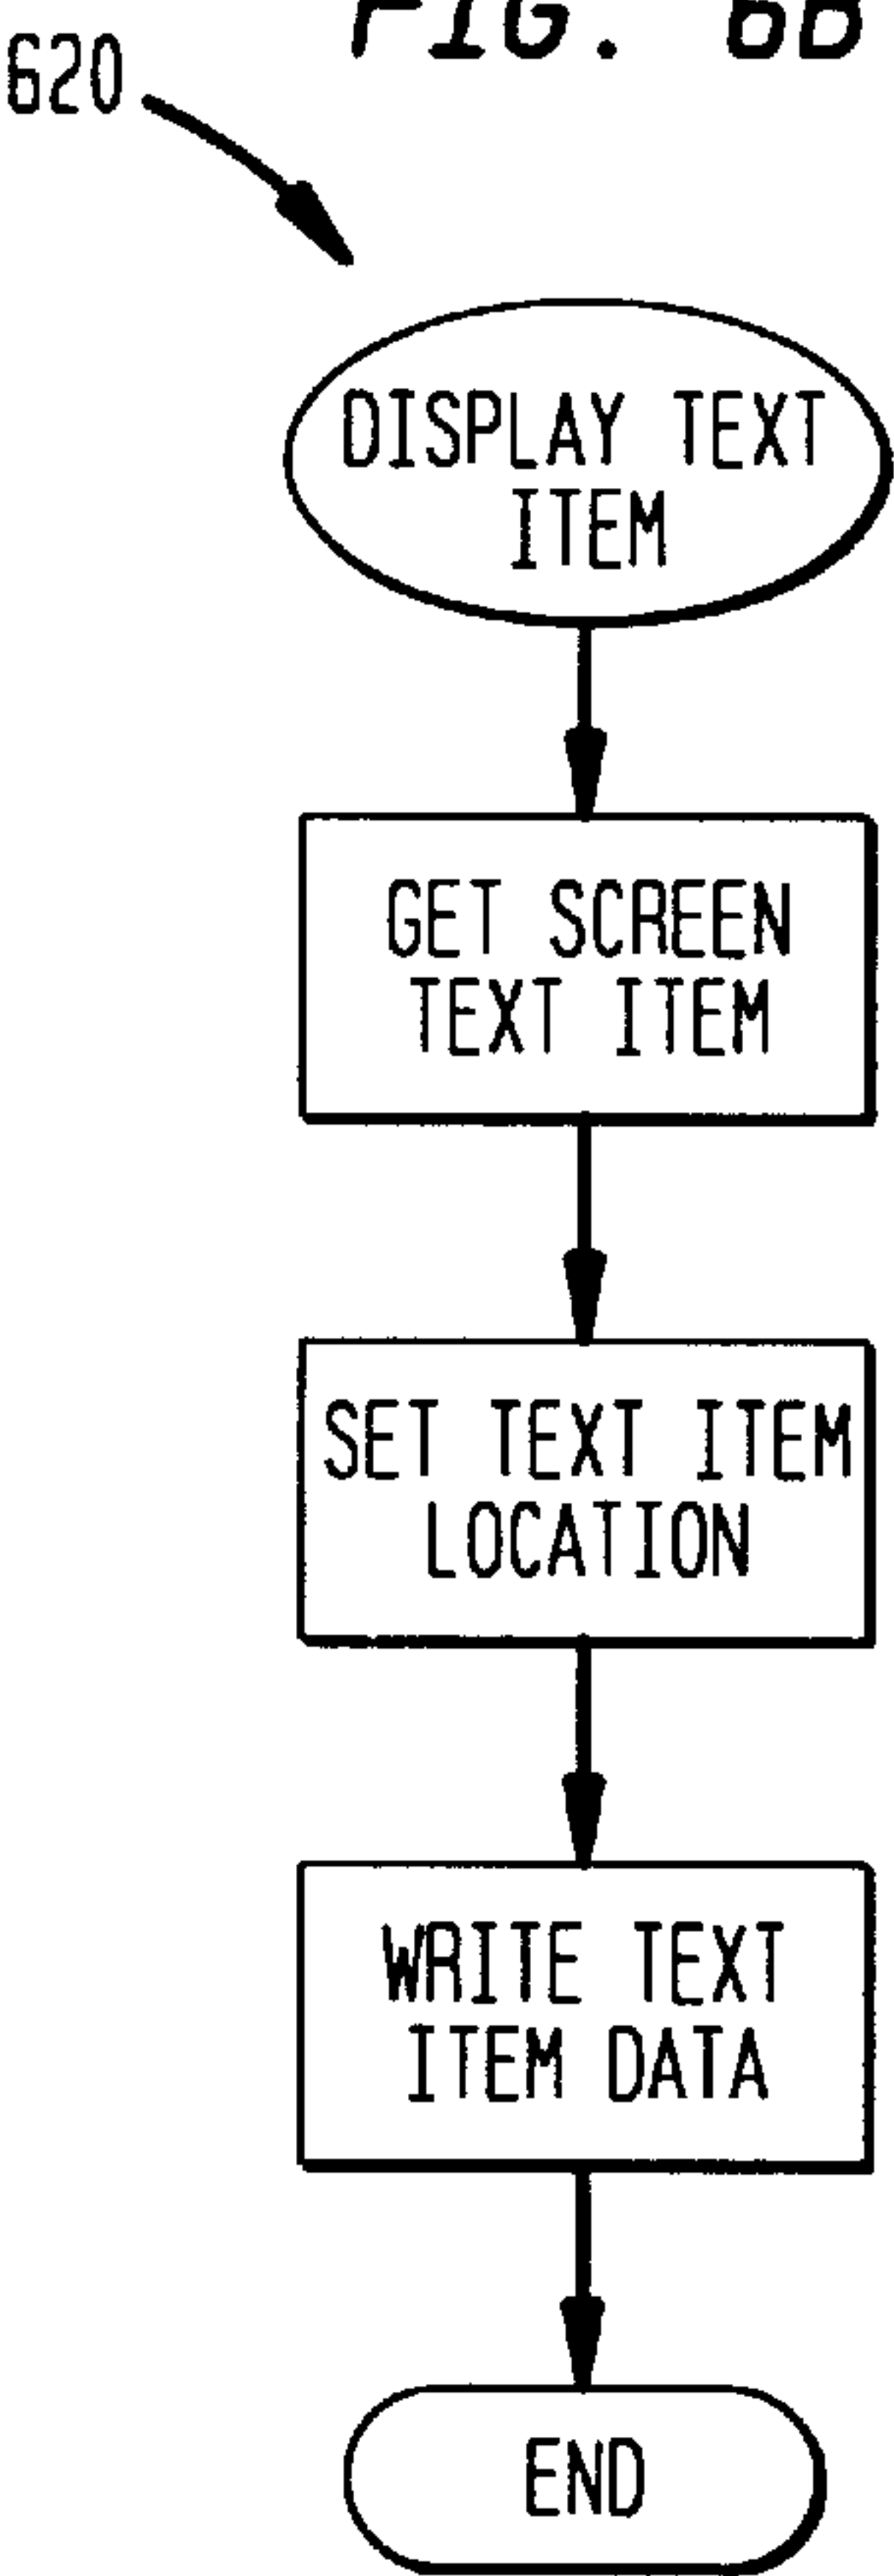 FIG. 6B
620
DISPLAY TEXT
ITEM
GET SCREEN
TEXT ITEM
SET TEXT ITEM
LOCATION
WRITE TEXT
ITEM DATA
END